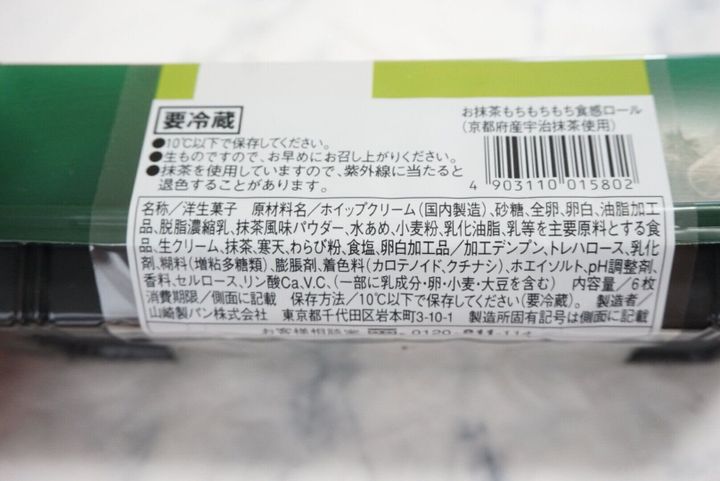 お抹茶もちもちもち食感ロール
（京都府産宇治抹茶使用）
要冷蔵
●10℃以下で保存してください。
●生ものですので、お早めにお召し上がりください。
●抹茶を使用していますので、紫外線に当たると
退色することがあります。
4 903110 015802
名称／洋生菓子 原材料名／ホイップクリーム（国内製造）、砂糖、全卵、卵白、油脂加工
品、脱脂濃縮乳、抹茶風味パウダー、水あめ、小麦粉、乳化油脂、乳等を主要原料とする食
品、生クリーム、抹茶、寒天、わらび粉、食塩、卵白加工品／加工デンプン、トレハロース、乳化
剤、糊料（増粘多糖類）、膨脹剤、着色料（カロテノイド、クチナシ）、ホエイソルト、pH調整剤、
香料、セルロース、リン酸Ca、V.C、（一部に乳成分・卵・小麦・大豆を含む） 内容量／6枚
消費期限／側面に記載 保存方法／10℃以下で保存してください（要冷蔵）。 製造者／
山崎製パン株式会社 東京都千代田区岩本町3-10-1 製造所固有記号は側面に記載
お客様相談室 0120-811-114